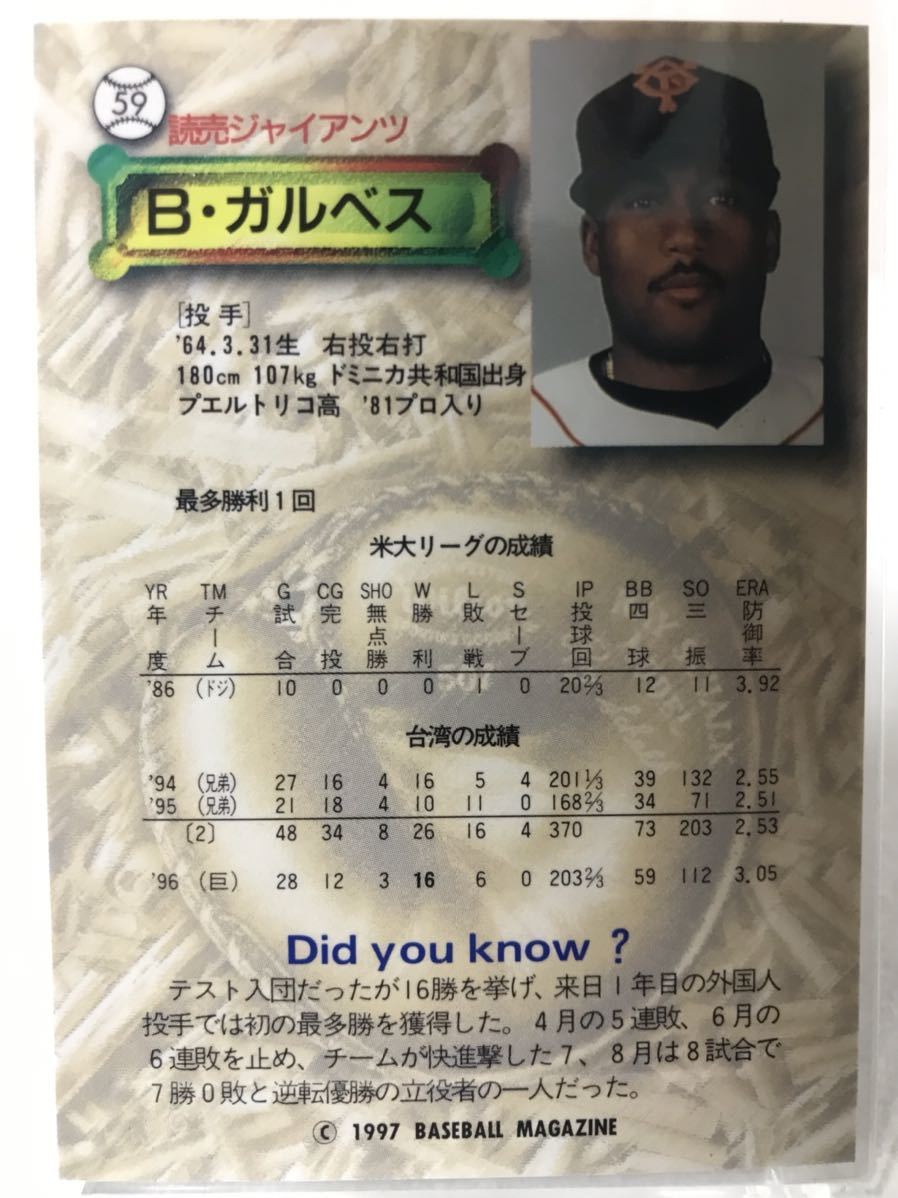 59
読売ジャイアンツ
B・ガルベス
[投 手]
'64.3.31生 右投右打
180cm 107kg ドミニカ共和国出身
プエルトリコ高 '81プロ入り
最多勝利1回
米大リーグの成績
YR TM G CG SHO W L S IP BB SO ERA
年度 チーム 試合 完投 無点勝 勝利 敗戦 セーブ 投球回 四球 三振 防御率
'86 (ドジ) 10 0 0 0 1 0 20⅔ 12 11 3.92
台湾の成績
'94 (兄弟) 27 16 4 16 5 4 201⅓ 39 132 2.55
'95 (兄弟) 21 18 4 10 11 0 168⅔ 34 71 2.51
〔2〕 48 34 8 26 16 4 370 73 203 2.53
'96 (巨) 28 12 3 16 6 0 203⅔ 59 112 3.05
Did you know ?
テスト入団だったが16勝を挙げ、来日1年目の外国人
投手では初の最多勝を獲得した。4月の5連敗、6月の
6連敗を止め、チームが快進撃した7、8月は8試合で
7勝0敗と逆転優勝の立役者の一人だった。
© 1997 BASEBALL MAGAZINE